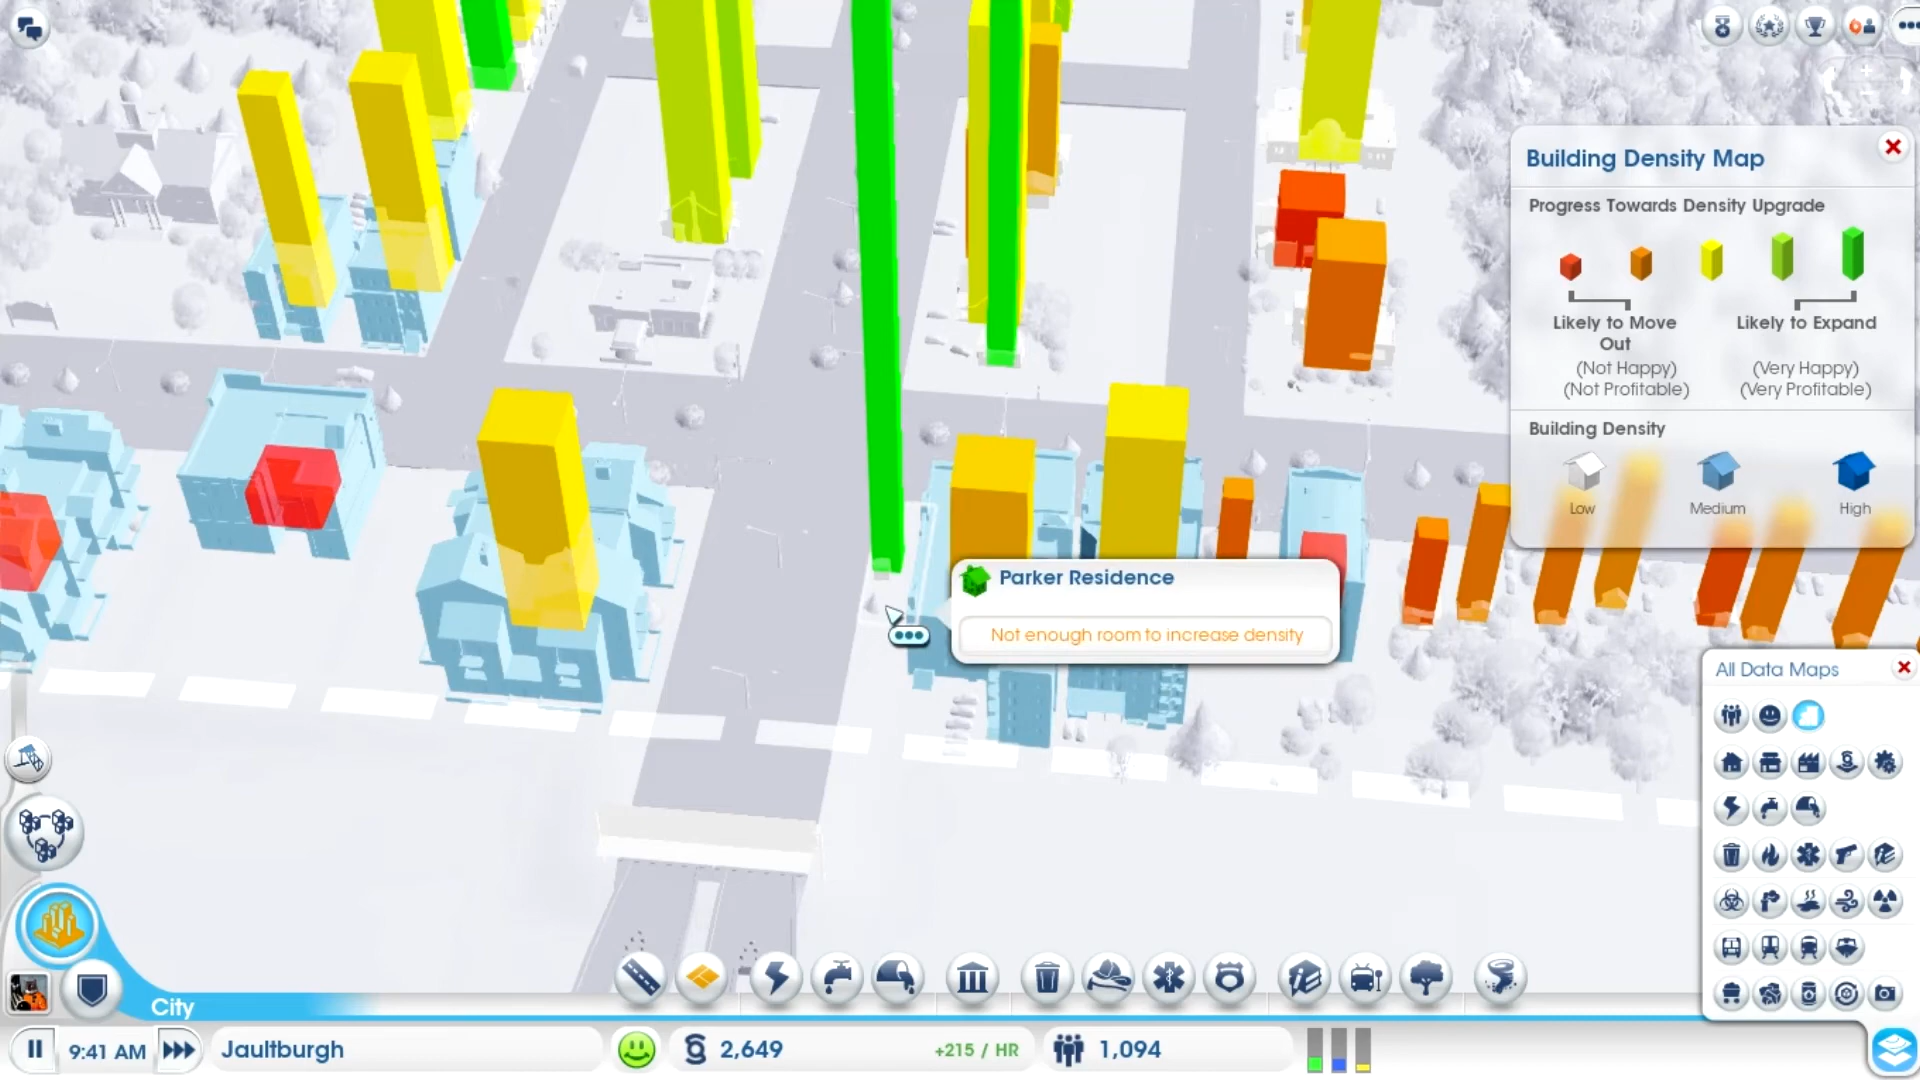 Building Density Map
Progress Towards Density Upgrade
Likely to Move
Out
(Not Happy)
(Not Profitable)
Likely to Expand
(Very Happy)
(Very Profitable)
Building Density
Low
Medium
High
Parker Residence
Not enough room to increase density
All Data Maps
City
9:41 AM
Jaultburgh
2,649
+215 / HR
1,094